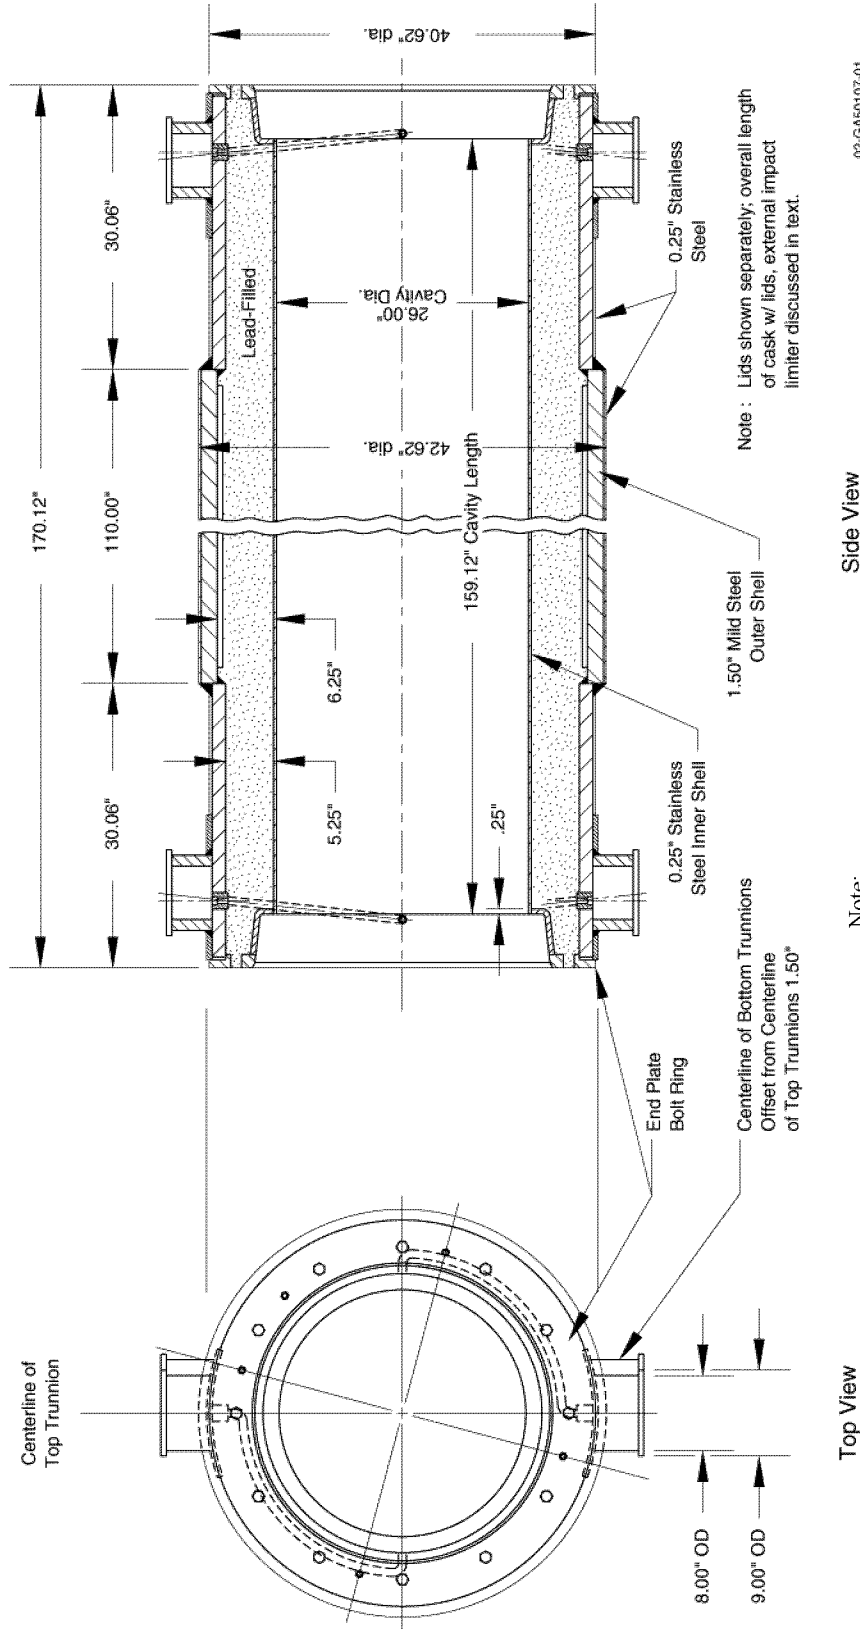 170.12"
30.06"
110.00"
30.06"
40.62" dia.
Lead-Filled
26.00"
Cavity Dia.
42.62" dia.
159.12" Cavity Length
6.25"
5.25"
.25"
0.25" Stainless
Steel
1.50" Mild Steel
Outer Shell
0.25" Stainless
Steel Inner Shell
Note : Lids shown separately; overall length
of cask w/ lids, external impact
limiter discussed in text.
Side View
Centerline of
Top Trunnion
End Plate
Bolt Ring
Centerline of Bottom Trunnions
Offset from Centerline
of Top Trunnions 1.50"
8.00" OD
9.00" OD
Top View
Note: